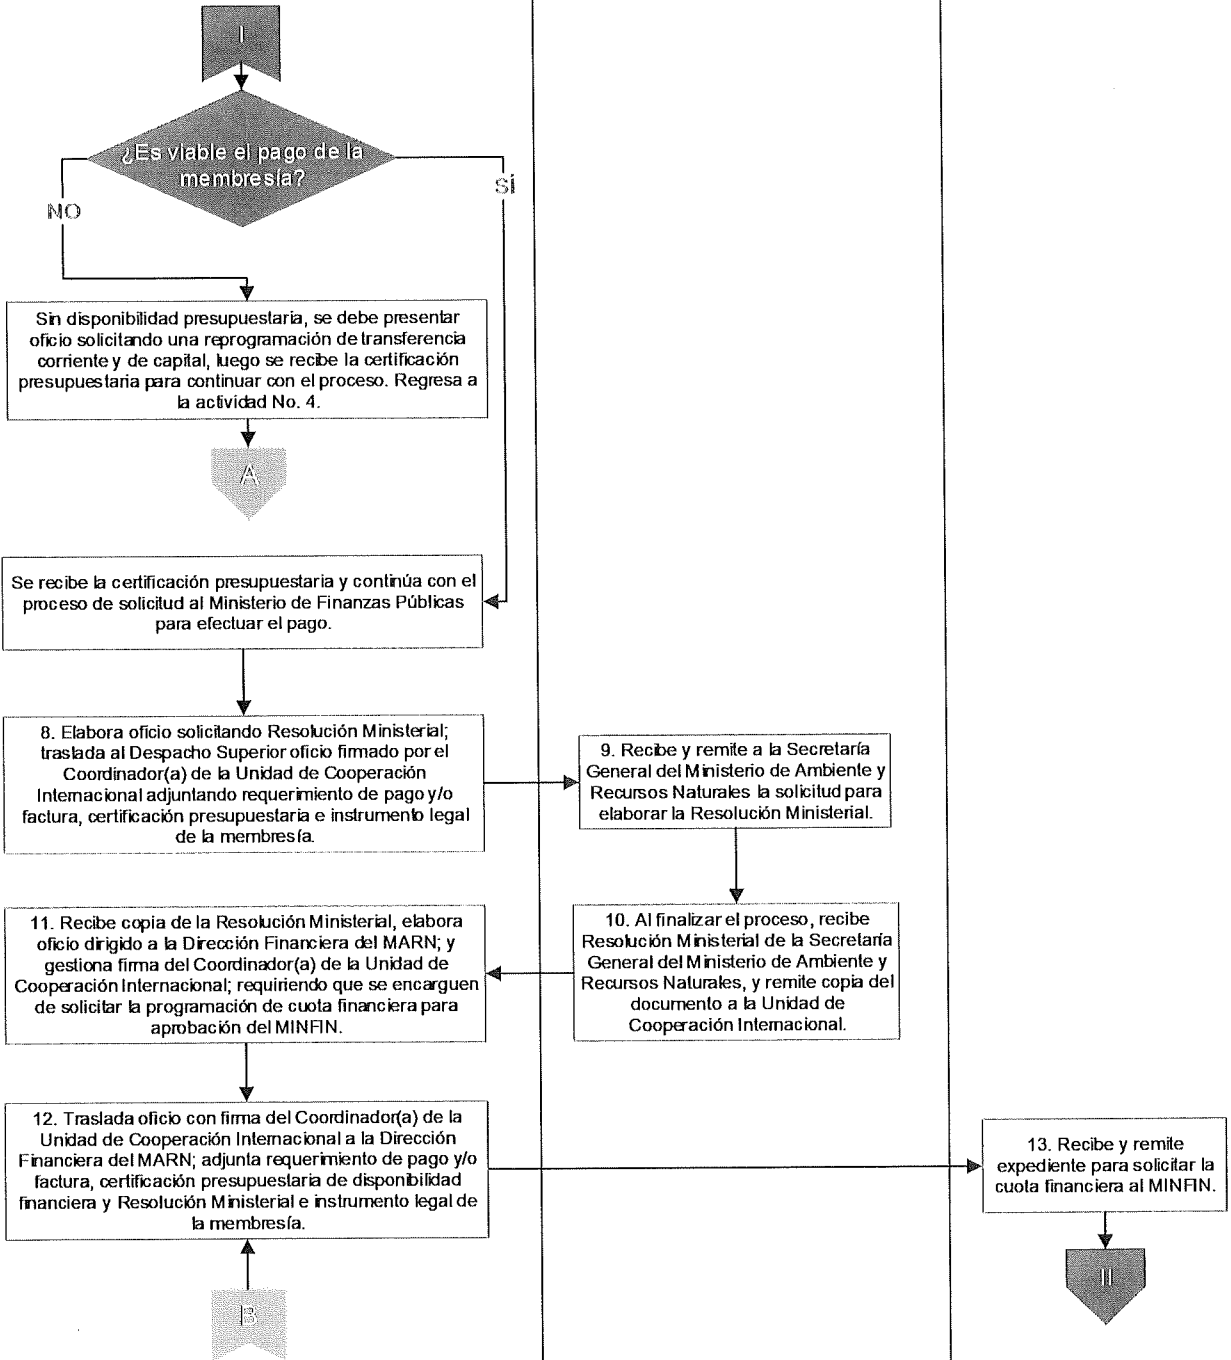 I
¿Es viable el pago de la
membresía?
NO
SÍ
Sin disponibilidad presupuestaria, se debe presentar
oficio solicitando una reprogramación de transferencia
corriente y de capital, luego se recibe la certificación
presupuestaria para continuar con el proceso. Regresa a
la actividad No. 4.
A
Se recibe la certificación presupuestaria y continúa con el
proceso de solicitud al Ministerio de Finanzas Públicas
para efectuar el pago.
8. Elabora oficio solicitando Resolución Ministerial;
traslada al Despacho Superior oficio firmado por el
Coordinador(a) de la Unidad de Cooperación
Internacional adjuntando requerimiento de pago y/o
factura, certificación presupuestaria e instrumento legal
de la membresía.
9. Recibe y remite a la Secretaría
General del Ministerio de Ambiente y
Recursos Naturales la solicitud para
elaborar la Resolución Ministerial.
10. Al finalizar el proceso, recibe
Resolución Ministerial de la Secretaría
General del Ministerio de Ambiente y
Recursos Naturales, y remite copia del
documento a la Unidad de
Cooperación Internacional.
11. Recibe copia de la Resolución Ministerial, elabora
oficio dirigido a la Dirección Financiera del MARN; y
gestiona firma del Coordinador(a) de la Unidad de
Cooperación Internacional; requiriendo que se encarguen
de solicitar la programación de cuota financiera para
aprobación del MINFIN.
12. Traslada oficio con firma del Coordinador(a) de la
Unidad de Cooperación Internacional a la Dirección
Financiera del MARN; adjunta requerimiento de pago y/o
factura, certificación presupuestaria de disponibilidad
financiera y Resolución Ministerial e instrumento legal de
la membresía.
13. Recibe y remite
expediente para solicitar la
cuota financiera al MINFIN.
II
B